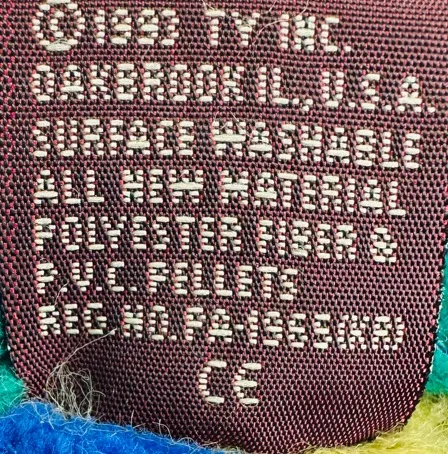 © 1993 TY INC.
OAKBROOK IL., U.S.A.
SURFACE WASHABLE
ALL NEW MATERIAL
POLYESTER FIBER &
P.V.C. PELLETS
REG NO. PA-1965(KR)
CE